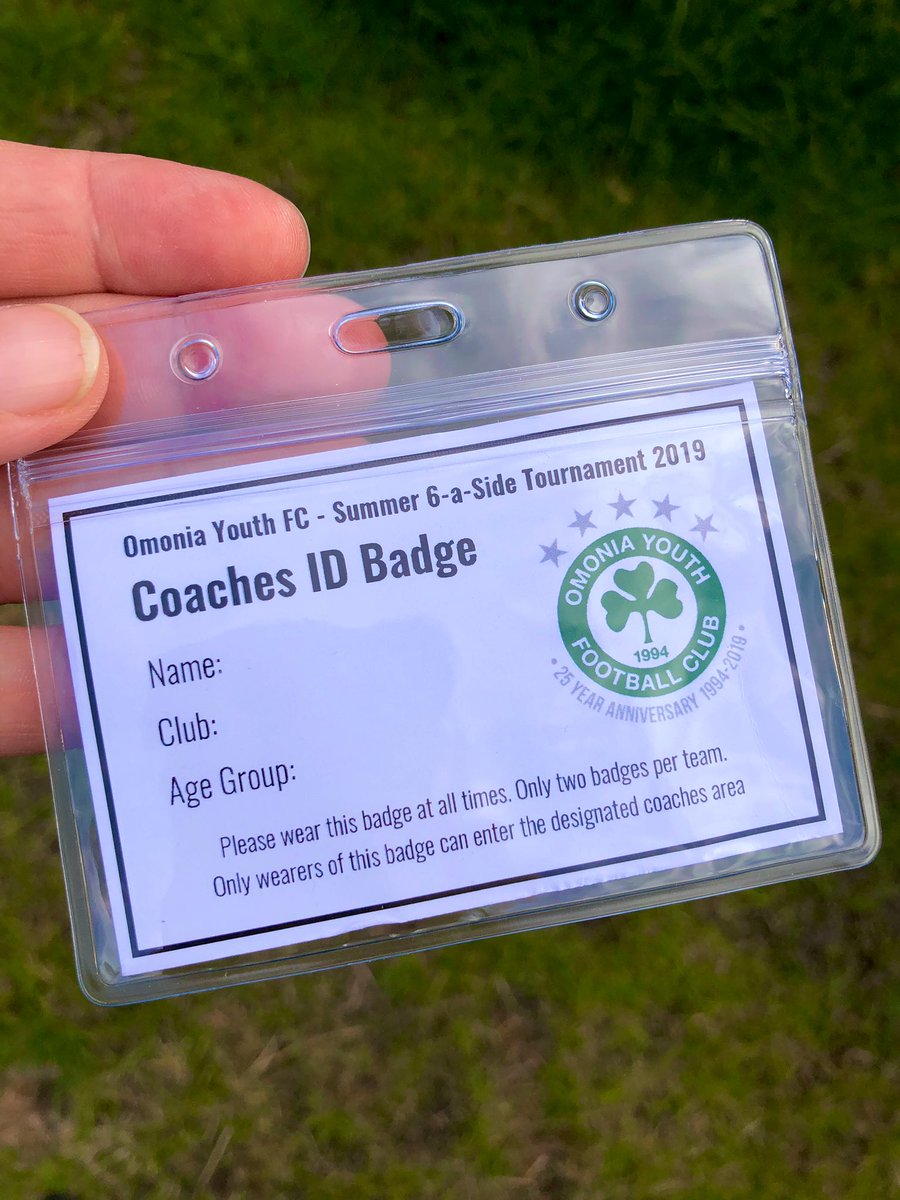 Omonia Youth FC - Summer 6-a-Side Tournament 2019
Coaches ID Badge
OMONIA YOUTH
FOOTBALL CLUB
1994
• 25 YEAR ANNIVERSARY 1994-2019 •
Name:
Club:
Age Group:
Please wear this badge at all times. Only two badges per team.
Only wearers of this badge can enter the designated coaches area